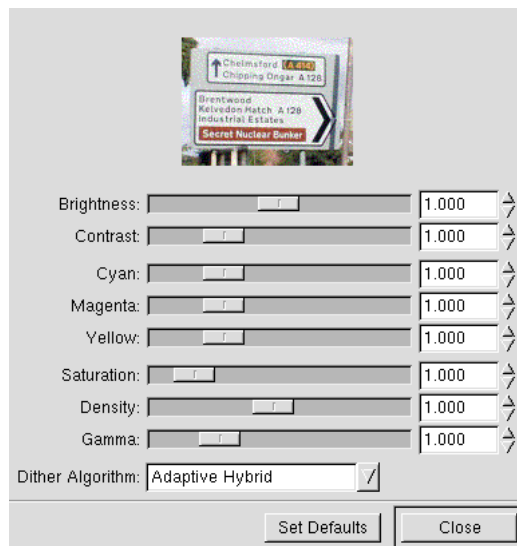 Chelmsford (A 414)
Chipping Ongar A 128
Brentwood
Kelvedon Hatch A 128
Industrial Estates
Secret Nuclear Bunker
Brightness: 1.000
Contrast: 1.000
Cyan: 1.000
Magenta: 1.000
Yellow: 1.000
Saturation: 1.000
Density: 1.000
Gamma: 1.000
Dither Algorithm: Adaptive Hybrid
Set Defaults Close